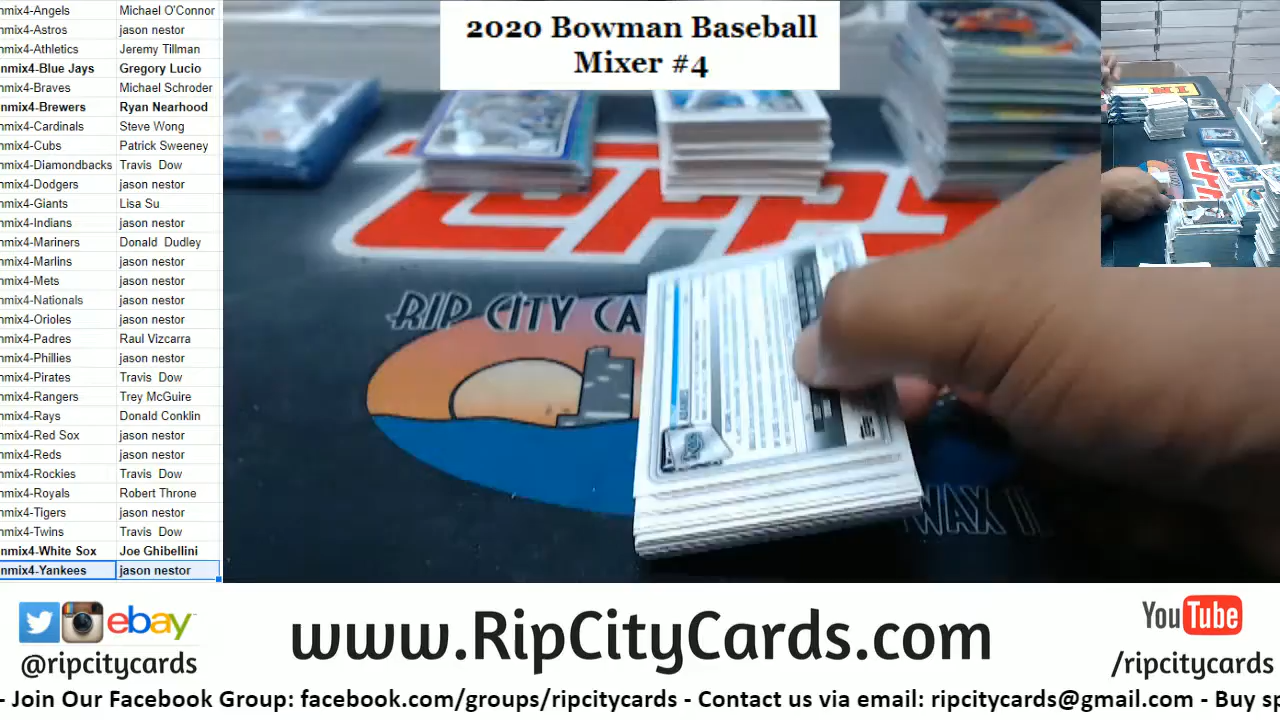 2020 Bowman Baseball
Mixer #4
nmix4-Angels Michael O'Connor
nmix4-Astros jason nestor
nmix4-Athletics Jeremy Tillman
nmix4-Blue Jays Gregory Lucio
nmix4-Braves Michael Schroder
nmix4-Brewers Ryan Nearhood
nmix4-Cardinals Steve Wong
nmix4-Cubs Patrick Sweeney
nmix4-Diamondbacks Travis Dow
nmix4-Dodgers jason nestor
nmix4-Giants Lisa Su
nmix4-Indians jason nestor
nmix4-Mariners Donald Dudley
nmix4-Marlins jason nestor
nmix4-Mets jason nestor
nmix4-Nationals jason nestor
nmix4-Orioles jason nestor
nmix4-Padres Raul Vizcarra
nmix4-Phillies jason nestor
nmix4-Pirates Travis Dow
nmix4-Rangers Trey McGuire
nmix4-Rays Donald Conklin
nmix4-Red Sox jason nestor
nmix4-Reds jason nestor
nmix4-Rockies Travis Dow
nmix4-Royals Robert Throne
nmix4-Tigers jason nestor
nmix4-Twins Travis Dow
nmix4-White Sox Joe Ghibellini
nmix4-Yankees jason nestor
RIP CITY CA
WAX
ebay
@ripcitycards
www.RipCityCards.com
YouTube
/ripcitycards
- Join Our Facebook Group: facebook.com/groups/ripcitycards - Contact us via email: ripcitycards@gmail.com - Buy sp